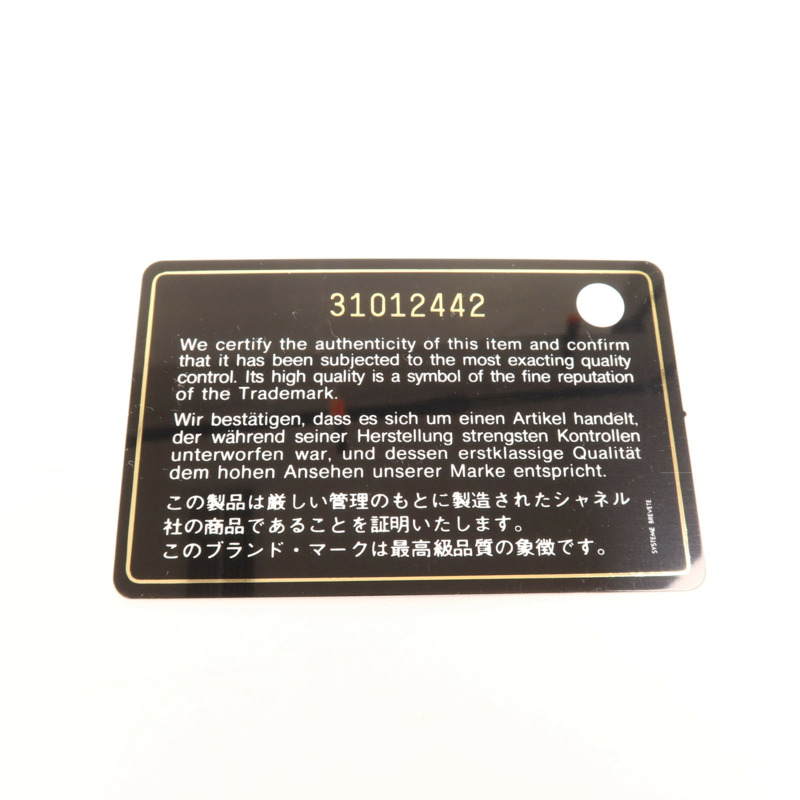 31012442
We certify the authenticity of this item and confirm
that it has been subjected to the most exacting quality
control. Its high quality is a symbol of the fine reputation
of the Trademark.
Wir bestätigen, dass es sich um einen Artikel handelt,
der während seiner Herstellung strengsten Kontrollen
unterworfen war, und dessen erstklassige Qualität
dem hohen Ansehen unserer Marke entspricht.
この製品は厳しい管理のもとに製造されたシャネル
社の商品であることを証明いたします。
このブランド・マークは最高級品質の象徴です。
SYSTEME BREVETE